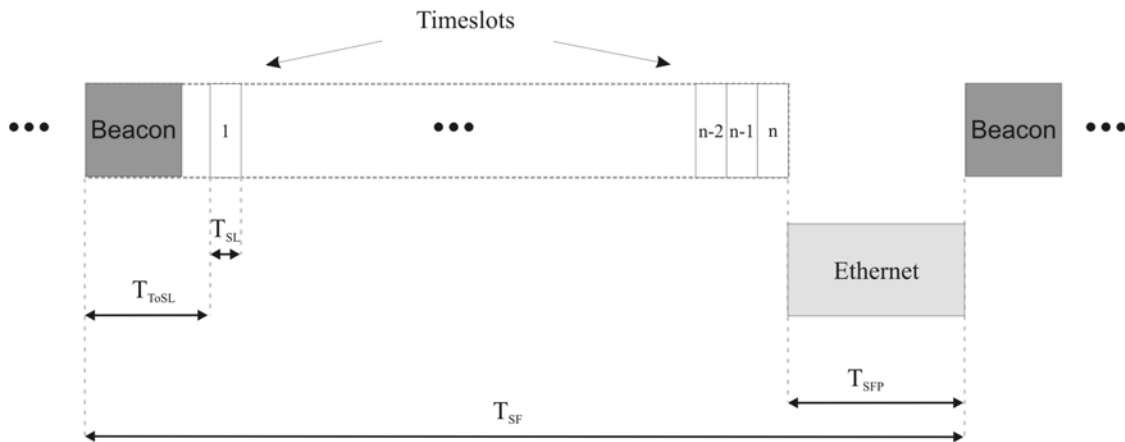 Timeslots
••• Beacon 1 ••• n-2 n-1 n Beacon •••
T_SL
Ethernet
T_ToSL
T_SFP
T_SF